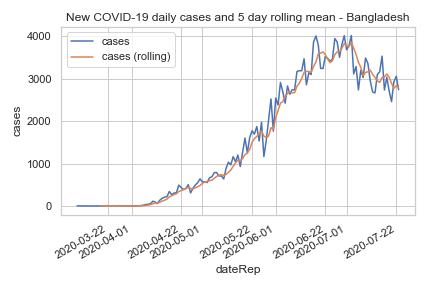 New COVID-19 daily cases and 5 day rolling mean - Bangladesh
cases
cases (rolling)
4000
3000
2000
1000
0
cases
2020-03-22
2020-04-01
2020-04-22
2020-05-01
2020-05-22
2020-06-01
2020-06-22
2020-07-01
2020-07-22
dateRep